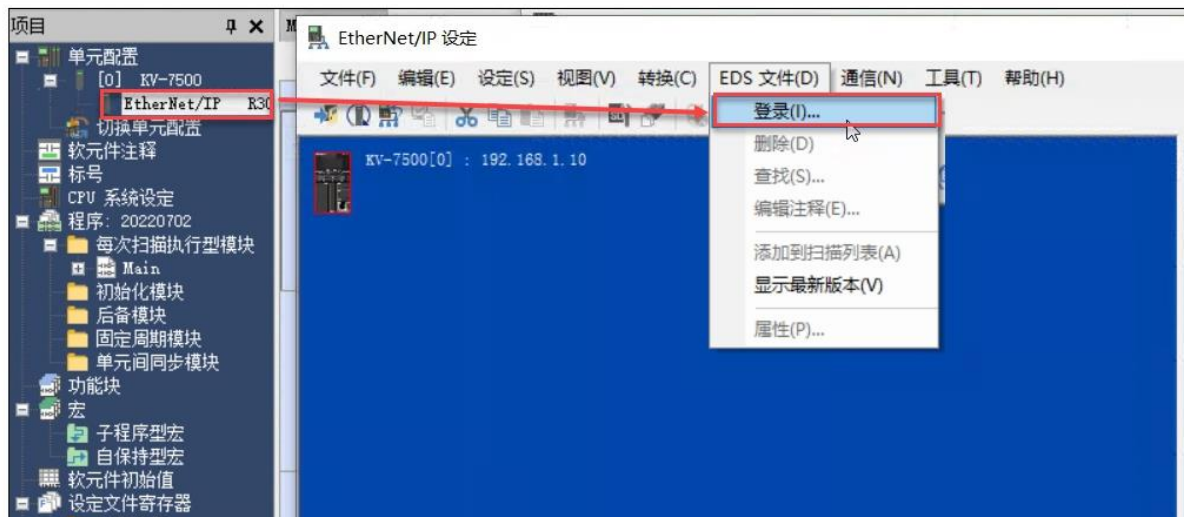 项目
单元配置
[0] KV-7500
EtherNet/IP R30
切换单元配置
软元件注释
标号
CPU 系统设定
程序: 20220702
每次扫描执行型模块
Main
初始化模块
后备模块
固定周期模块
单元间同步模块
功能块
宏
子程序型宏
自保持型宏
软元件初始值
设定文件寄存器
M
EtherNet/IP 设定
文件(F) 编辑(E) 设定(S) 视图(V) 转换(C) EDS 文件(D) 通信(N) 工具(T) 帮助(H)
KV-7500[0] : 192.168.1.10
登录(I)...
删除(D)
查找(S)...
编辑注释(E)...
添加到扫描列表(A)
显示最新版本(V)
属性(P)...